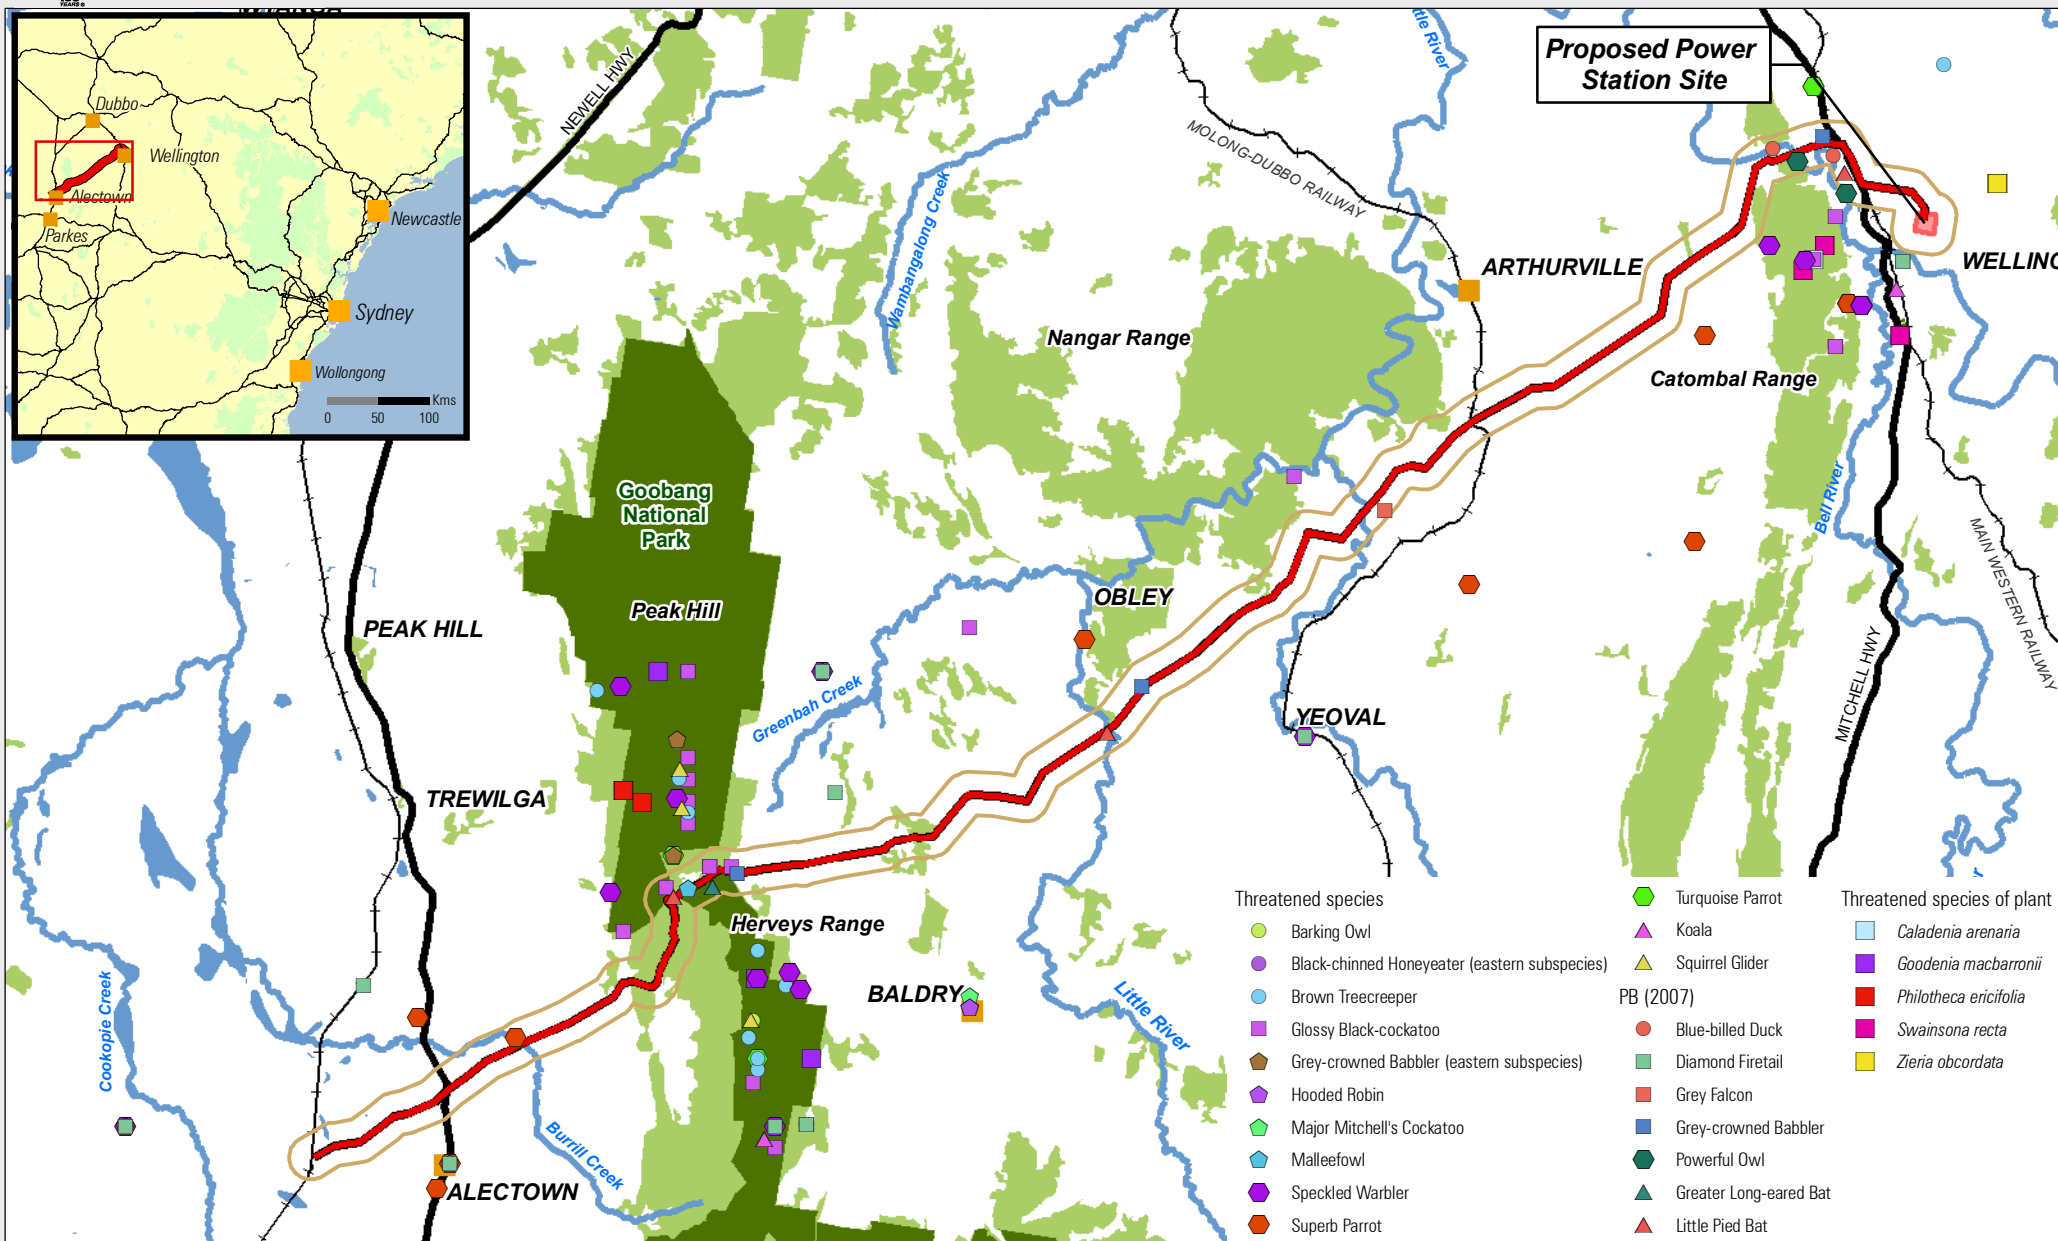 YEARS
Dubbo
Wellington
Alectown
Parkes
Newcastle
Sydney
Wollongong
Kms
0 50 100
NEWELL HWY
Wambangalong Creek
MOLONG-DUBBO RAILWAY
River
Proposed Power
Station Site
ARTHURVILLE
Nangar Range
Catombal Range
Bell River
MAIN WESTERN RAILWAY
MITCHELL HWY
Goobang
National
Park
Peak Hill
PEAK HILL
OBLEY
Greenbah Creek
YEOVAL
TREWILGA
Herveys Range
BALDRY
Little River
Cookopie Creek
Burrill Creek
ALECTOWN
Threatened species
Barking Owl
Black-chinned Honeyeater (eastern subspecies)
Brown Treecreeper
Glossy Black-cockatoo
Grey-crowned Babbler (eastern subspecies)
Hooded Robin
Major Mitchell's Cockatoo
Malleefowl
Speckled Warbler
Superb Parrot
Turquoise Parrot
Koala
Squirrel Glider
PB (2007)
Blue-billed Duck
Diamond Firetail
Grey Falcon
Grey-crowned Babbler
Powerful Owl
Greater Long-eared Bat
Little Pied Bat
Threatened species of plant
Caladenia arenaria
Goodenia macbarronii
Philotheca ericifolia
Swainsona recta
Zieria obcordata